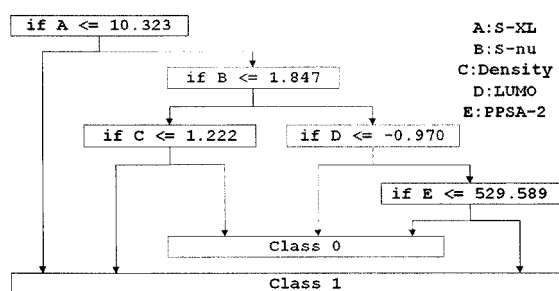 if A <= 10.323
if B <= 1.847
if C <= 1.222
if D <= -0.970
if E <= 529.589
Class 0
Class 1
A:S-XL
B:S-nu
C:Density
D:LUMO
E:PPSA-2